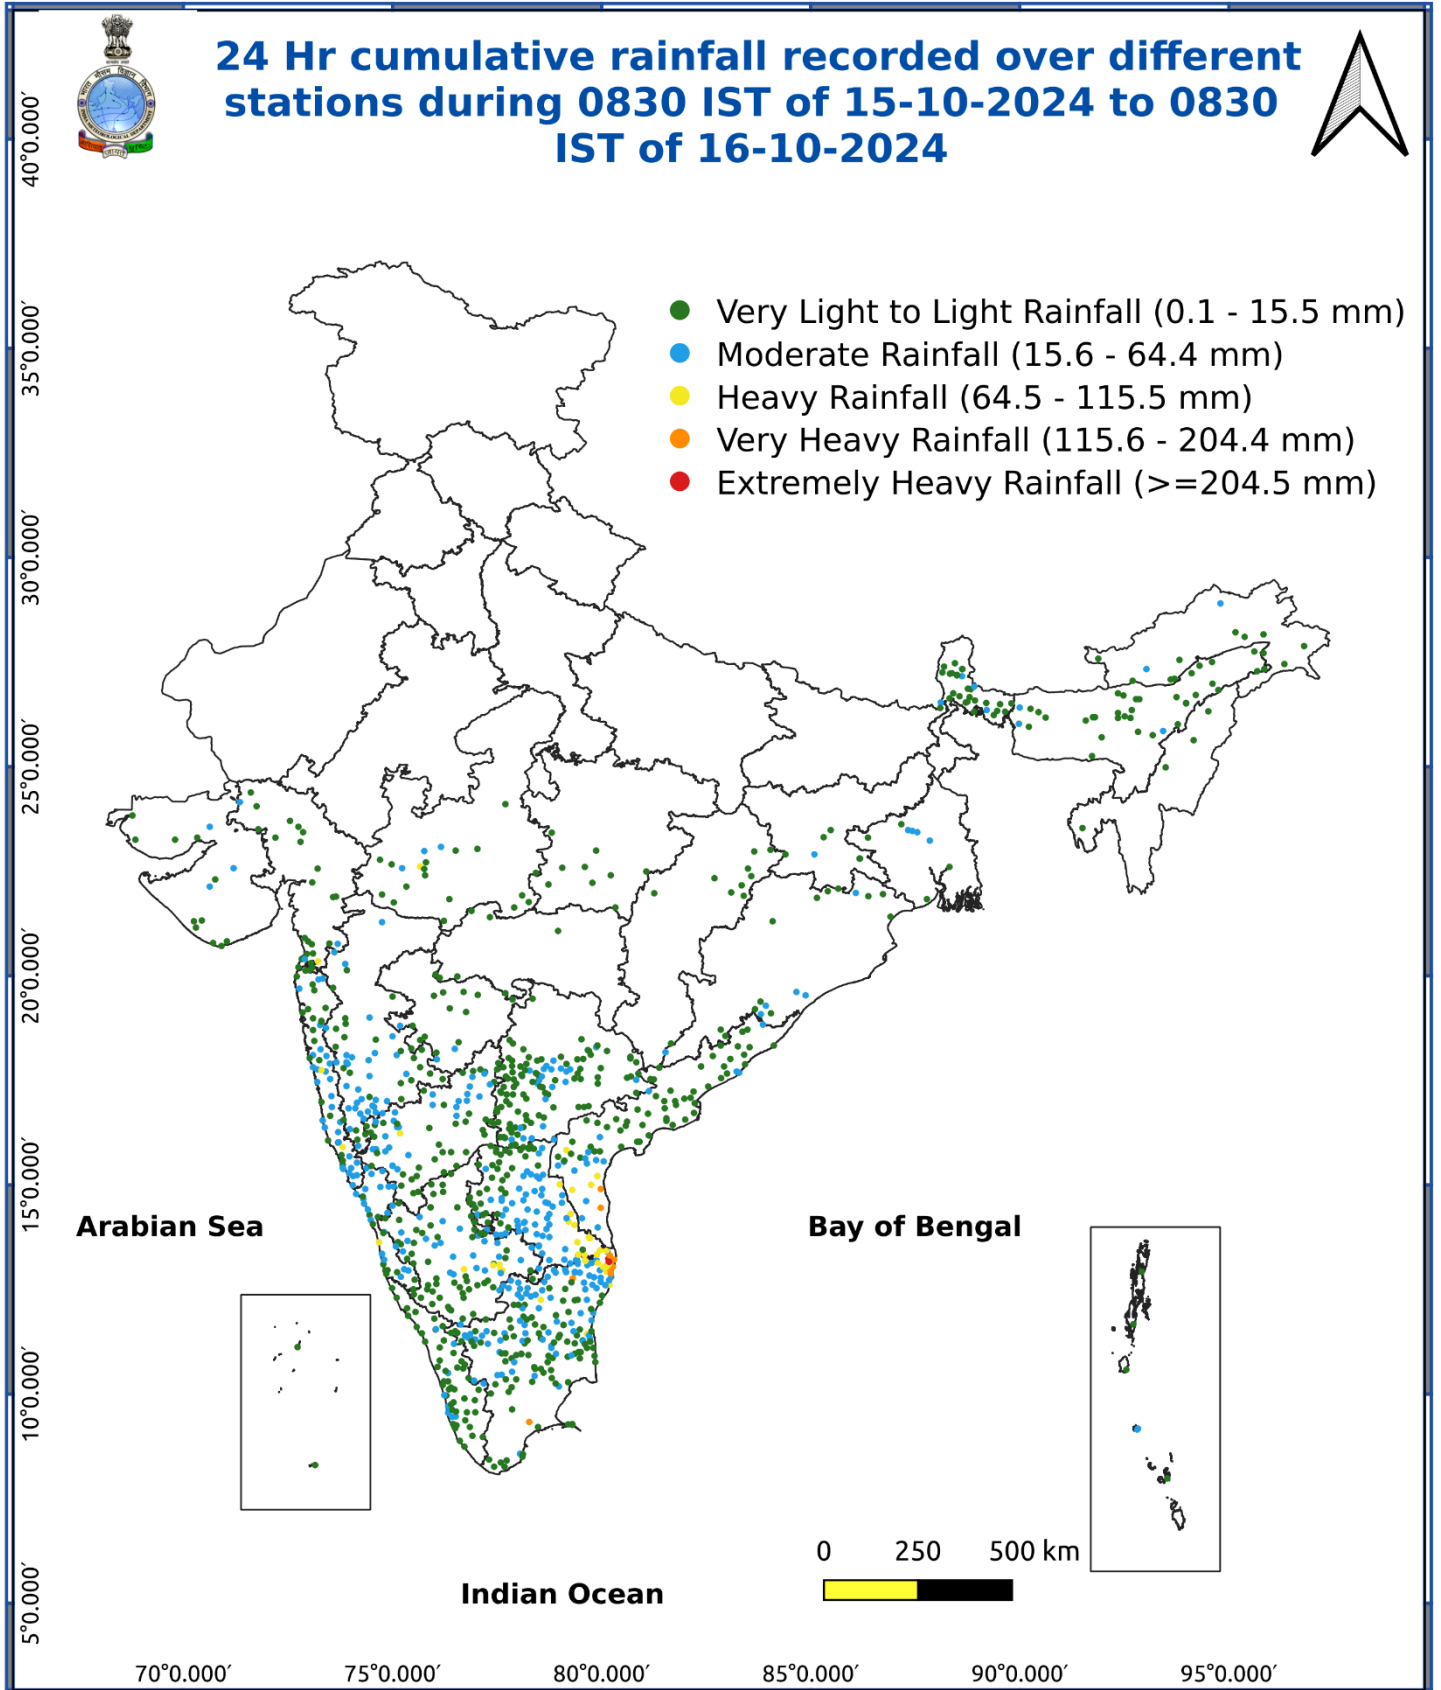 24 Hr cumulative rainfall recorded over different
stations during 0830 IST of 15-10-2024 to 0830
IST of 16-10-2024
Very Light to Light Rainfall (0.1 - 15.5 mm)
Moderate Rainfall (15.6 - 64.4 mm)
Heavy Rainfall (64.5 - 115.5 mm)
Very Heavy Rainfall (115.6 - 204.4 mm)
Extremely Heavy Rainfall (>=204.5 mm)
40°0.000′
35°0.000′
30°0.000′
25°0.000′
20°0.000′
15°0.000′
10°0.000′
5°0.000′
Arabian Sea
Bay of Bengal
Indian Ocean
0 250 500 km
70°0.000′ 75°0.000′ 80°0.000′ 85°0.000′ 90°0.000′ 95°0.000′